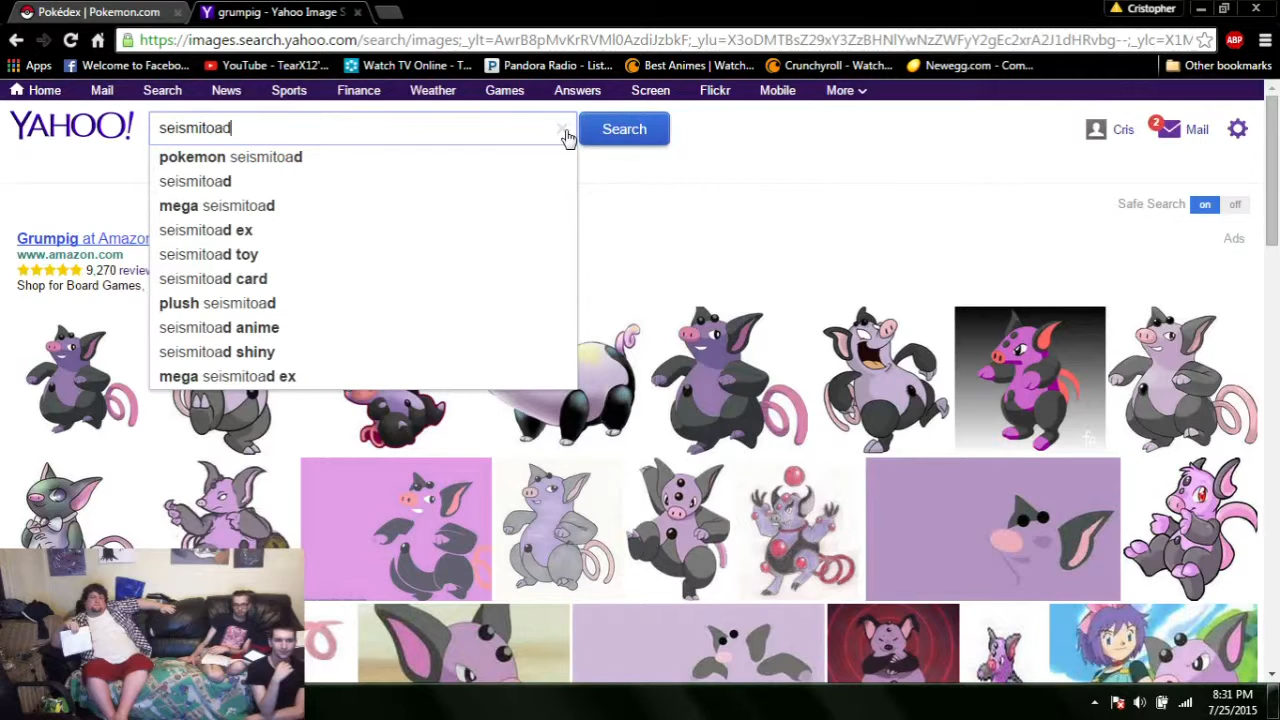 Pokédex | Pokemon.com
grumpig - Yahoo Image S
Cristopher
https://images.search.yahoo.com/search/images;_ylt=AwrB8pMvKrRVMl0AzdiJzbkF;_ylu=X3oDMTBsZ29xY3ZzBHNlYwNzZWFyY2gEc2xrA2J1dHRvbg--;_ylc=X1M
ABP
Apps
Welcome to Facebo...
YouTube - TearX12'...
Watch TV Online - T...
Pandora Radio - List...
Best Animes | Watch...
Crunchyroll - Watch...
Newegg.com - Com...
Other bookmarks
Home Mail Search News Sports Finance Weather Games Answers Screen Flickr Mobile More
YAHOO!
seismitoad
Search
Cris
2
Mail
pokemon seismitoad
seismitoad
mega seismitoad
seismitoad ex
seismitoad toy
seismitoad card
plush seismitoad
seismitoad anime
seismitoad shiny
mega seismitoad ex
Safe Search on off
Grumpig at Amazon
Ads
www.amazon.com
9,270 review
Shop for Board Games,
8:31 PM
7/25/2015